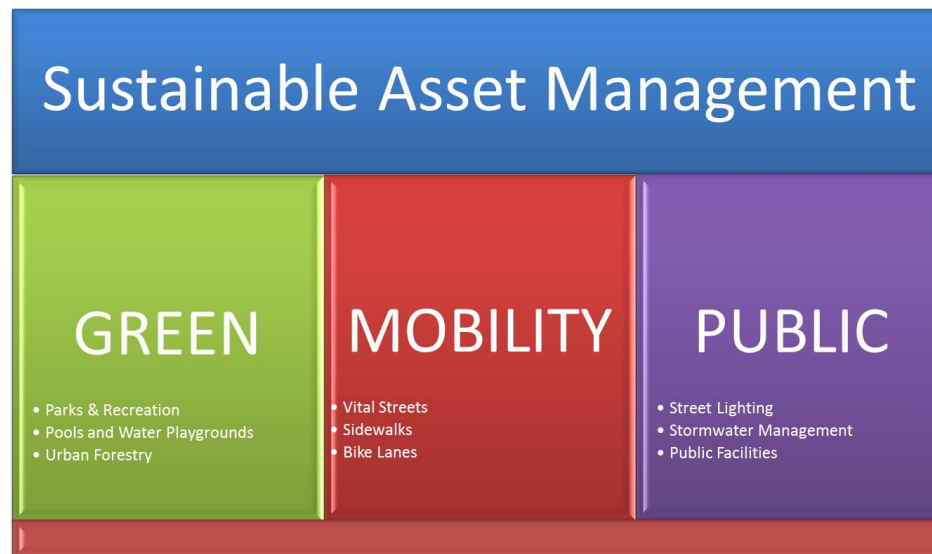 Sustainable Asset Management
GREEN
• Parks & Recreation
• Pools and Water Playgrounds
• Urban Forestry
MOBILITY
• Vital Streets
• Sidewalks
• Bike Lanes
PUBLIC
• Street Lighting
• Stormwater Management
• Public Facilities